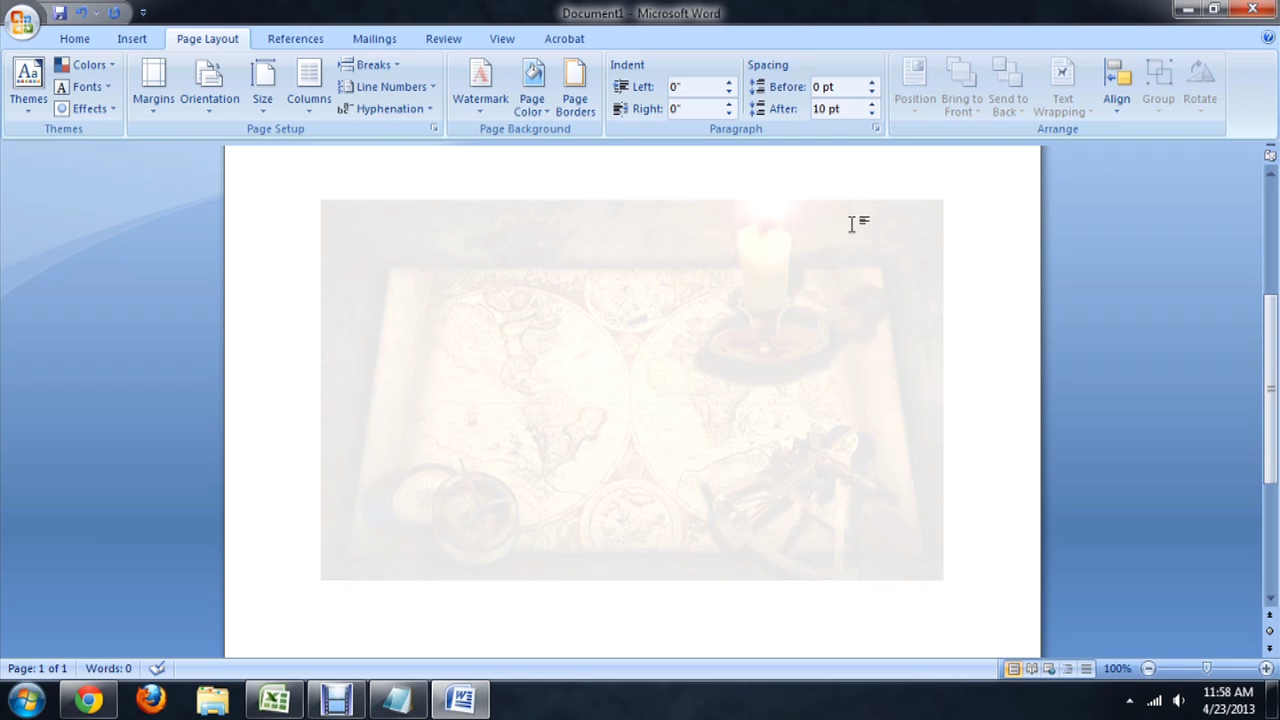 Document1 - Microsoft Word
Home Insert Page Layout References Mailings Review View Acrobat
Themes
Colors
Fonts
Effects
Themes
Margins
Orientation
Size
Columns
Breaks
Line Numbers
Hyphenation
Page Setup
Watermark
Page Color
Page Borders
Page Background
Indent
Left: 0"
Right: 0"
Spacing
Before: 0 pt
After: 10 pt
Paragraph
Position
Bring to Front
Send to Back
Text Wrapping
Align
Group
Rotate
Arrange
Page: 1 of 1 Words: 0
100%
11:58 AM
4/23/2013